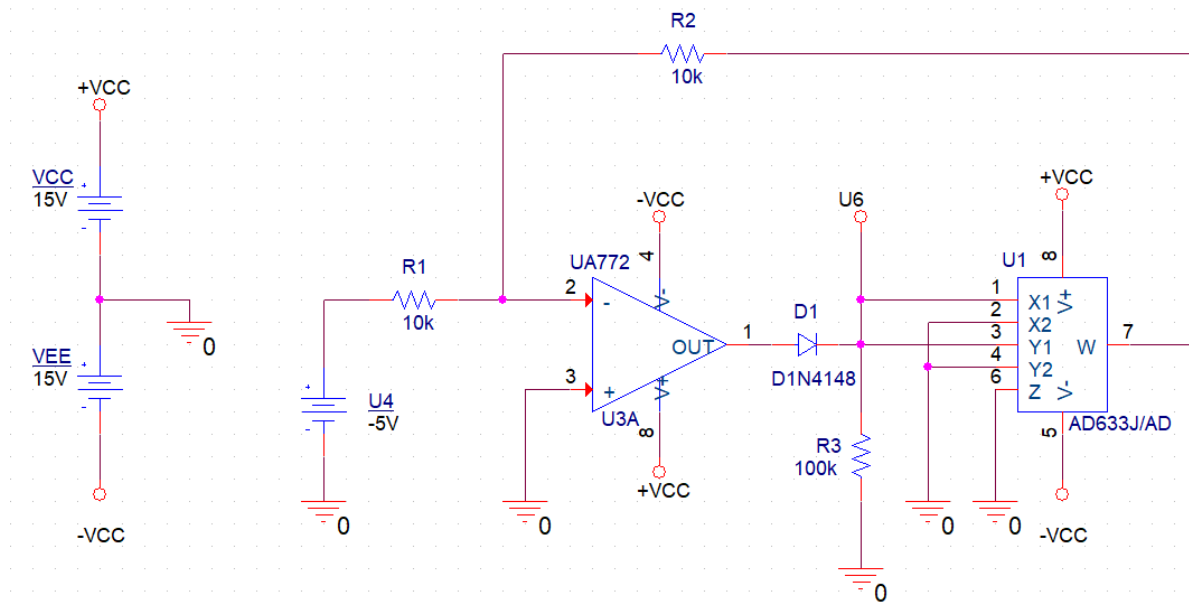 R2
10k
+VCC
VCC
15V
+
-
0
VEE
15V
+
-
-VCC
R1
10k
+
-
U4
-5V
0
UA772
-VCC
4
V-
2
-
OUT
1
3
+
V+
U3A
8
+VCC
0
D1
D1N4148
U6
R3
100k
0
+VCC
8
U1
V+
1
X1
2
X2
3
Y1
4
Y2
6
Z
W
7
V-
5
AD633J/AD
0
0
-VCC